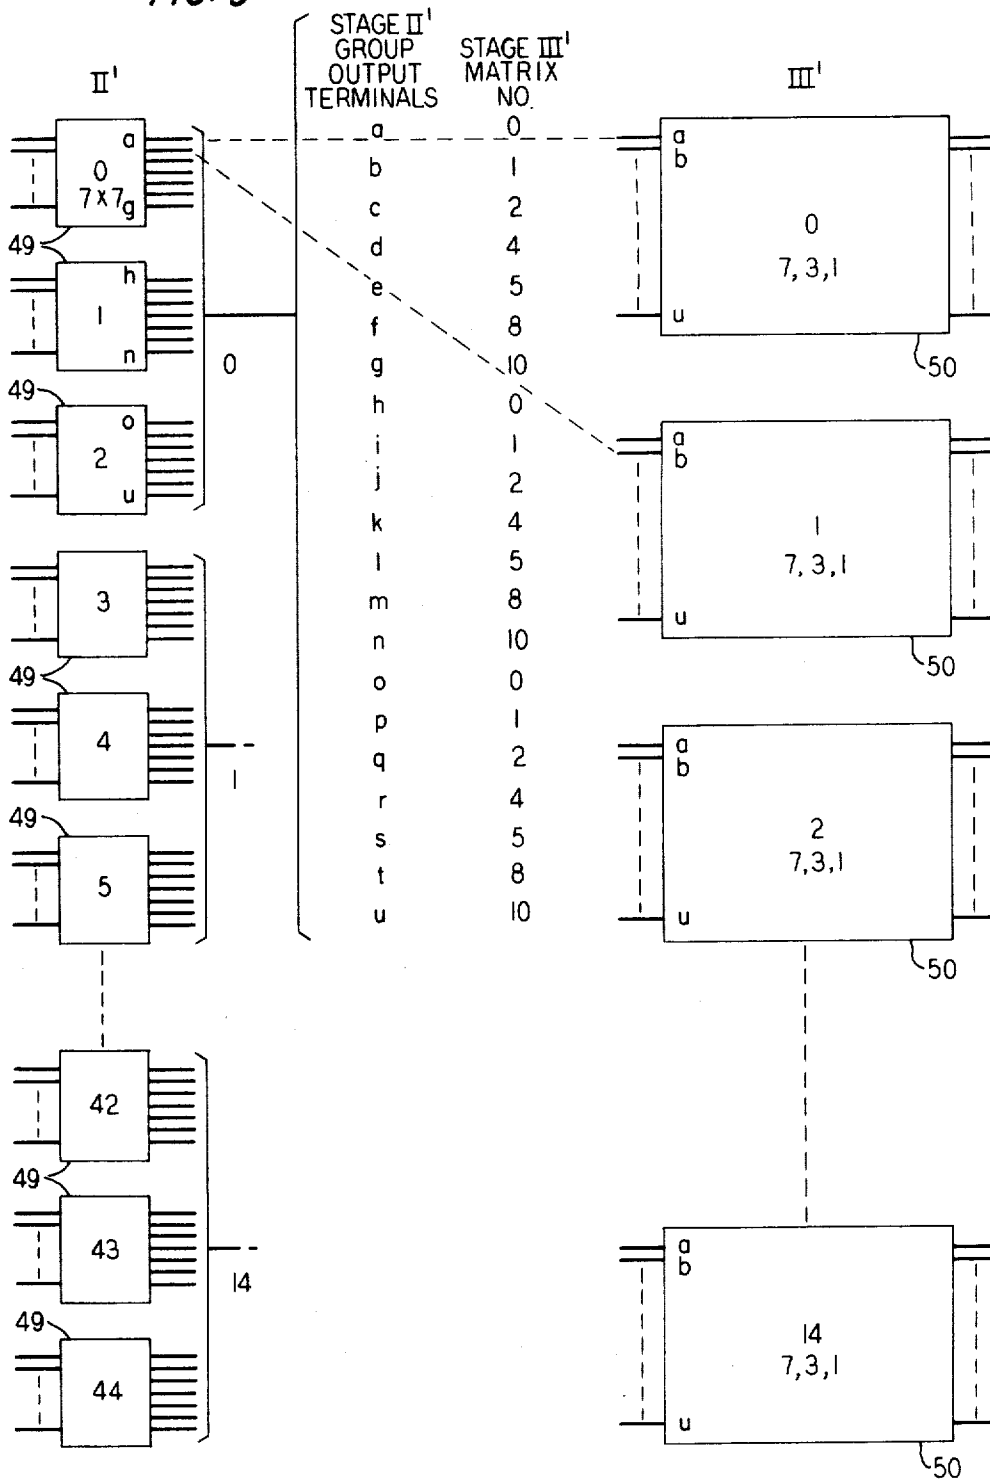 II' 
STAGE II'
GROUP
OUTPUT
TERMINALS
STAGE III'
MATRIX
NO.
III'
a 0
b 1
c 2
d 4
e 5
f 8
g 10
h 0
i 1
j 2
k 4
l 5
m 8
n 10
o 0
p 1
q 2
r 4
s 5
t 8
u 10
a
0
7x7 g
49
h
1
n
0
49
o
2
u
3
49
4
1
49
5
42
49
43
14
49
44
a
b
0
7,3,1
u
50
a
b
1
7,3,1
u
50
a
b
2
7,3,1
u
50
a
b
14
7,3,1
u
50